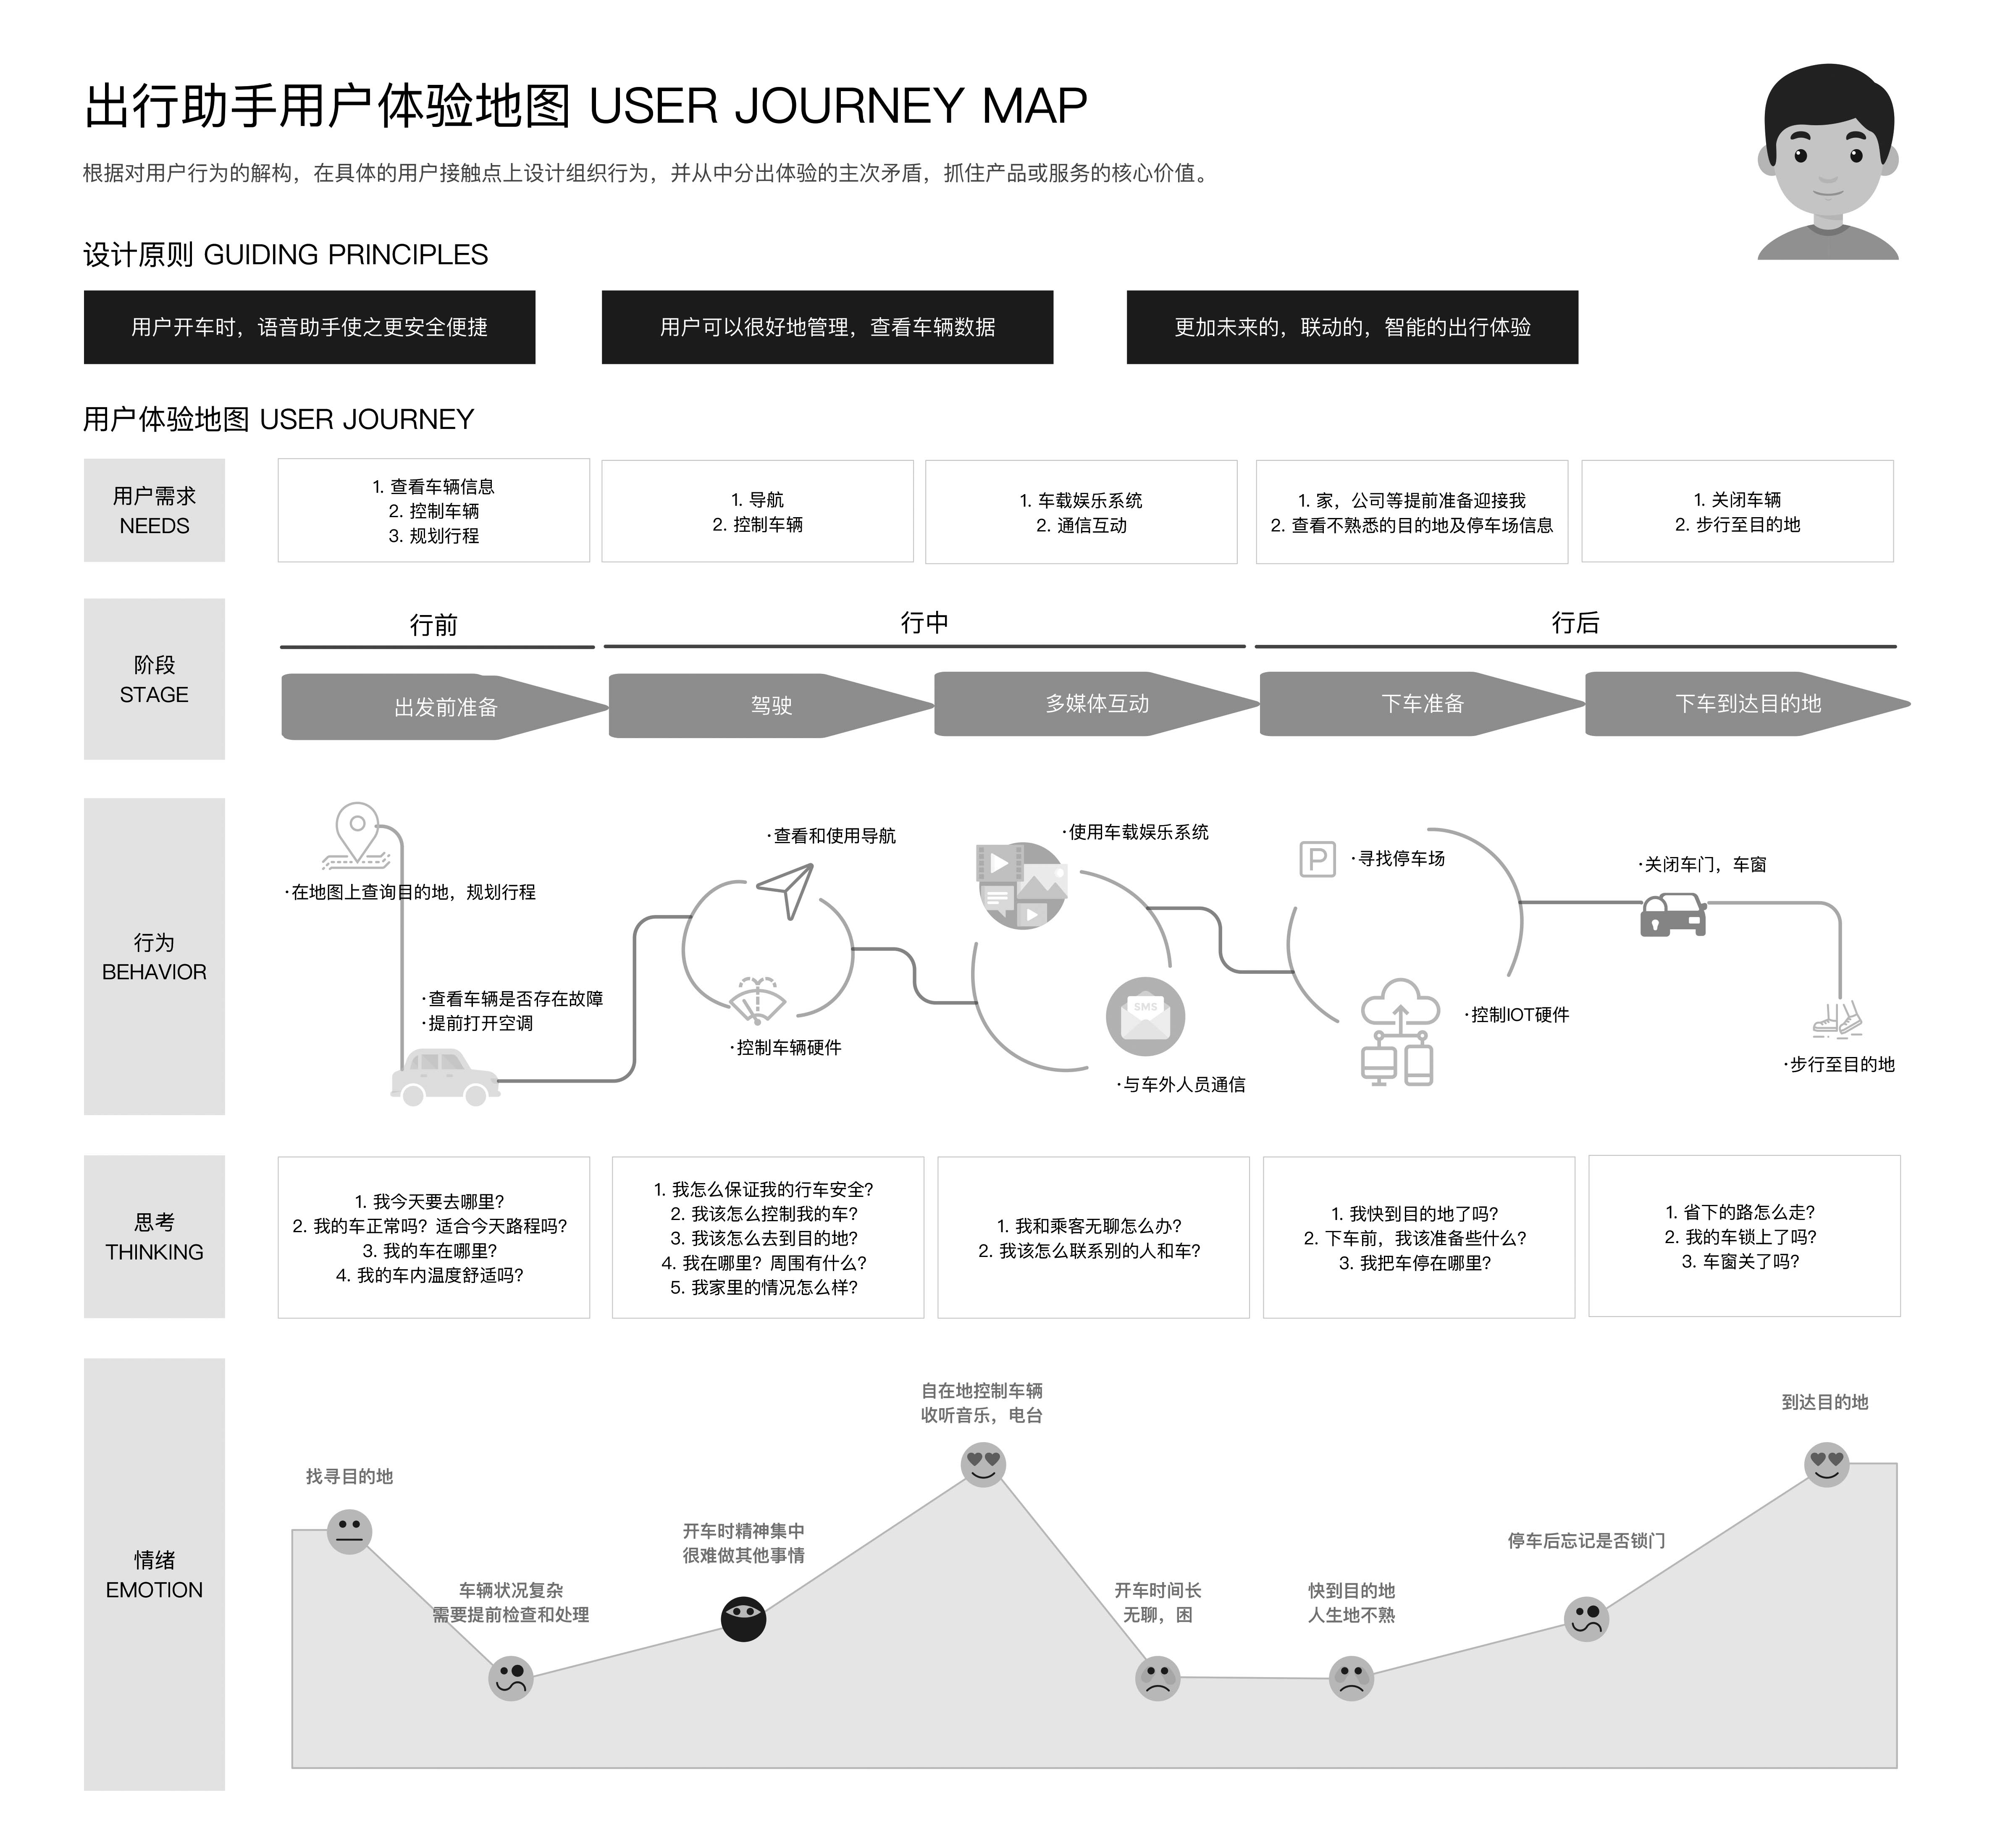 出行助手用户体验地图 USER JOURNEY MAP
根据对用户行为的解构，在具体的用户接触点上设计组织行为，并从中分出体验的主次矛盾，抓住产品或服务的核心价值。
设计原则 GUIDING PRINCIPLES
用户开车时，语音助手使之更安全便捷
用户可以很好地管理，查看车辆数据
更加未来的，联动的，智能的出行体验
用户体验地图 USER JOURNEY
用户需求
NEEDS
1. 查看车辆信息
2. 控制车辆
3. 规划行程
1. 导航
2. 控制车辆
1. 车载娱乐系统
2. 通信互动
1. 家，公司等提前准备迎接我
2. 查看不熟悉的目的地及停车场信息
1. 关闭车辆
2. 步行至目的地
阶段
STAGE
行前
行中
行后
出发前准备
驾驶
多媒体互动
下车准备
下车到达目的地
行为
BEHAVIOR
·在地图上查询目的地，规划行程
·查看车辆是否存在故障
·提前打开空调
·查看和使用导航
·控制车辆硬件
·使用车载娱乐系统
SMS
·与车外人员通信
P
·寻找停车场
·控制IOT硬件
·关闭车门，车窗
·步行至目的地
思考
THINKING
1. 我今天要去哪里？
2. 我的车正常吗？适合今天路程吗？
3. 我的车在哪里？
4. 我的车内温度舒适吗？
1. 我怎么保证我的行车安全？
2. 我该怎么控制我的车？
3. 我该怎么去到目的地？
4. 我在哪里？周围有什么？
5. 我家里的情况怎么样？
1. 我和乘客无聊怎么办？
2. 我该怎么联系别的人和车？
1. 我快到目的地了吗？
2. 下车前，我该准备些什么？
3. 我把车停在哪里？
1. 省下的路怎么走？
2. 我的车锁上了吗？
3. 车窗关了吗？
情绪
EMOTION
找寻目的地
车辆状况复杂
需要提前检查和处理
开车时精神集中
很难做其他事情
自在地控制车辆
收听音乐，电台
开车时间长
无聊，困
快到目的地
人生地不熟
停车后忘记是否锁门
到达目的地